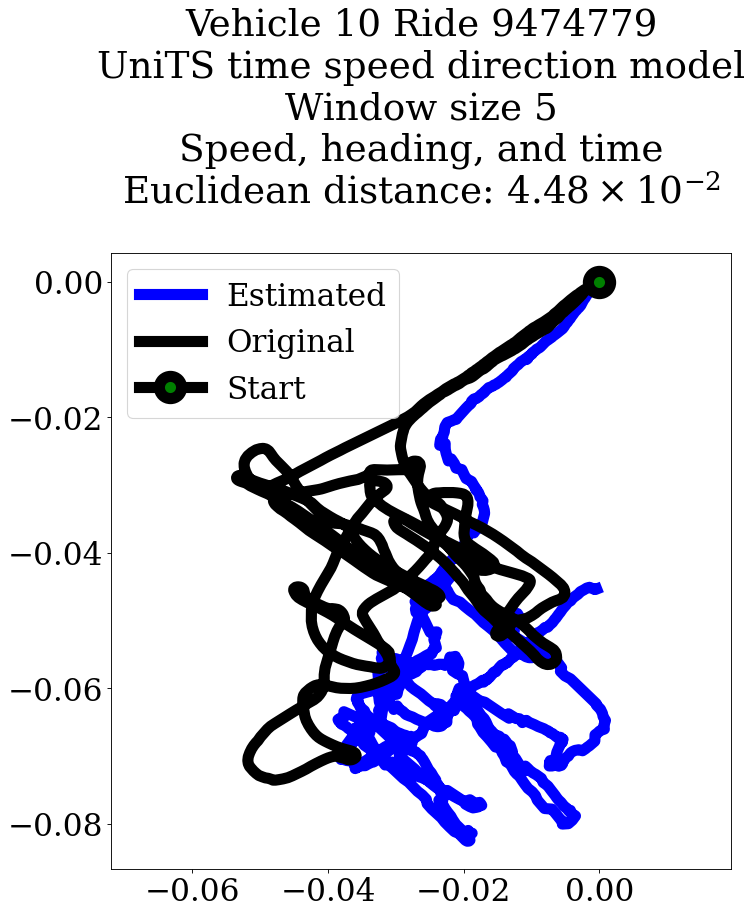 Vehicle 10 Ride 9474779
UniTS time speed direction model
Window size 5
Speed, heading, and time
Euclidean distance: 4.48 × 10⁻²
Estimated
Original
Start
0.00
−0.02
−0.04
−0.06
−0.08
−0.06 −0.04 −0.02 0.00